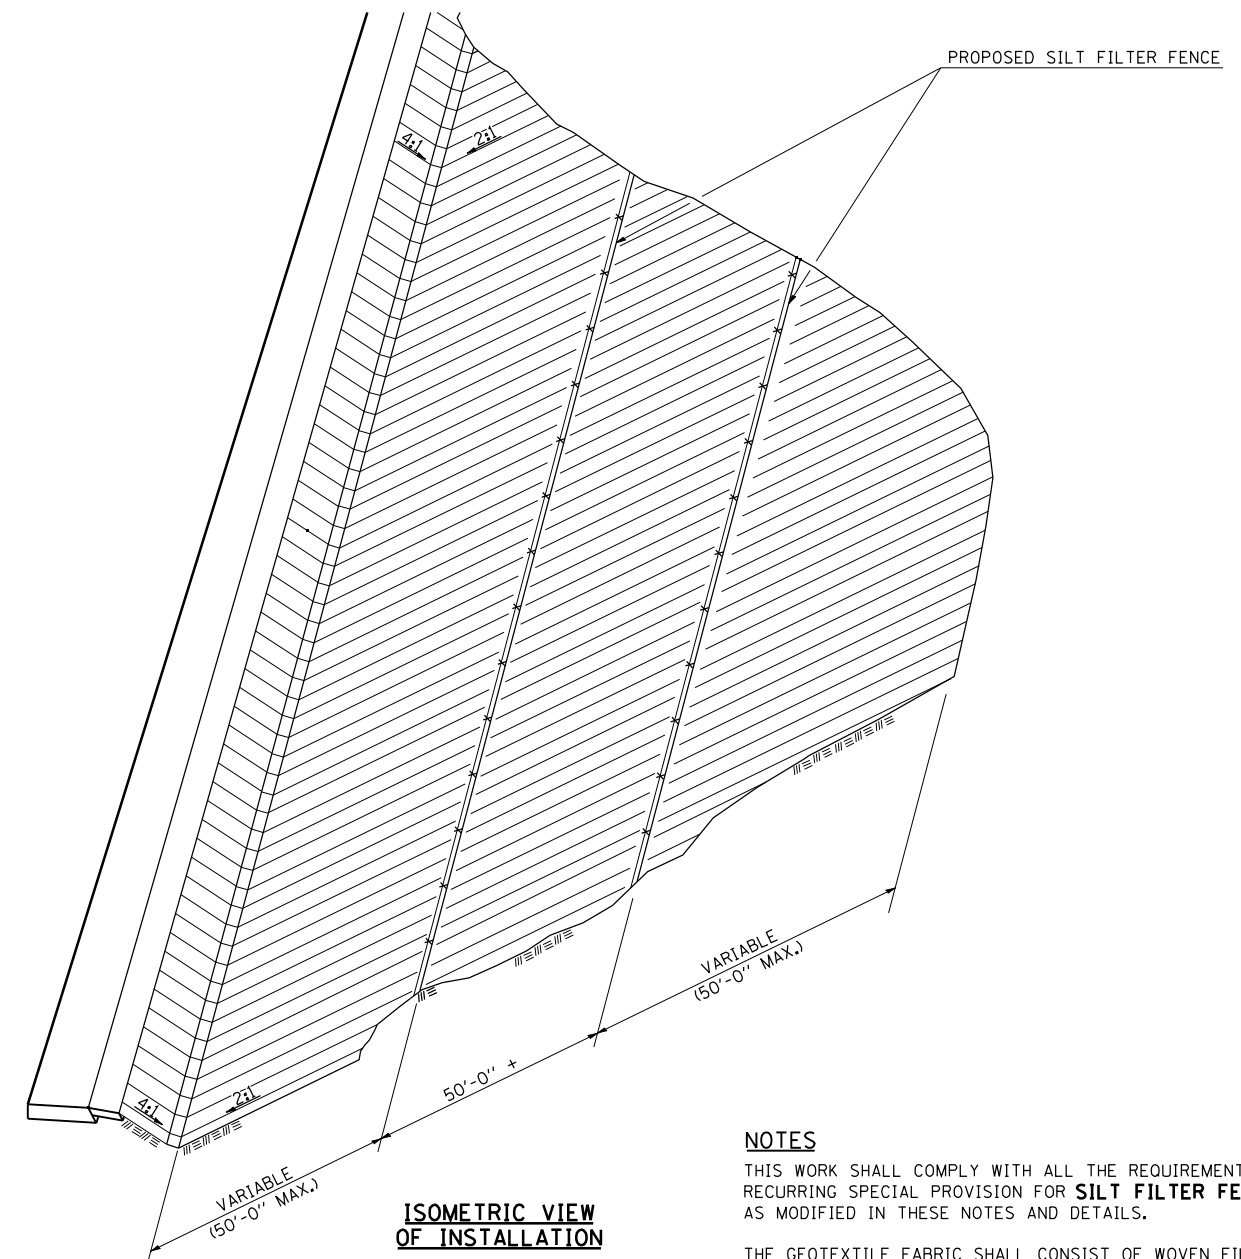 PROPOSED SILT FILTER FENCE
4:1
2:1
4:1
2:1
VARIABLE
(50'-0" MAX.)
50'-0" +
VARIABLE
(50'-0" MAX.)
ISOMETRIC VIEW
OF INSTALLATION
NOTES
THIS WORK SHALL COMPLY WITH ALL THE REQUIREMENT
RECURRING SPECIAL PROVISION FOR SILT FILTER FE
AS MODIFIED IN THESE NOTES AND DETAILS.
THE GEOTEXTILE FABRIC SHALL CONSIST OF WOVEN FIL